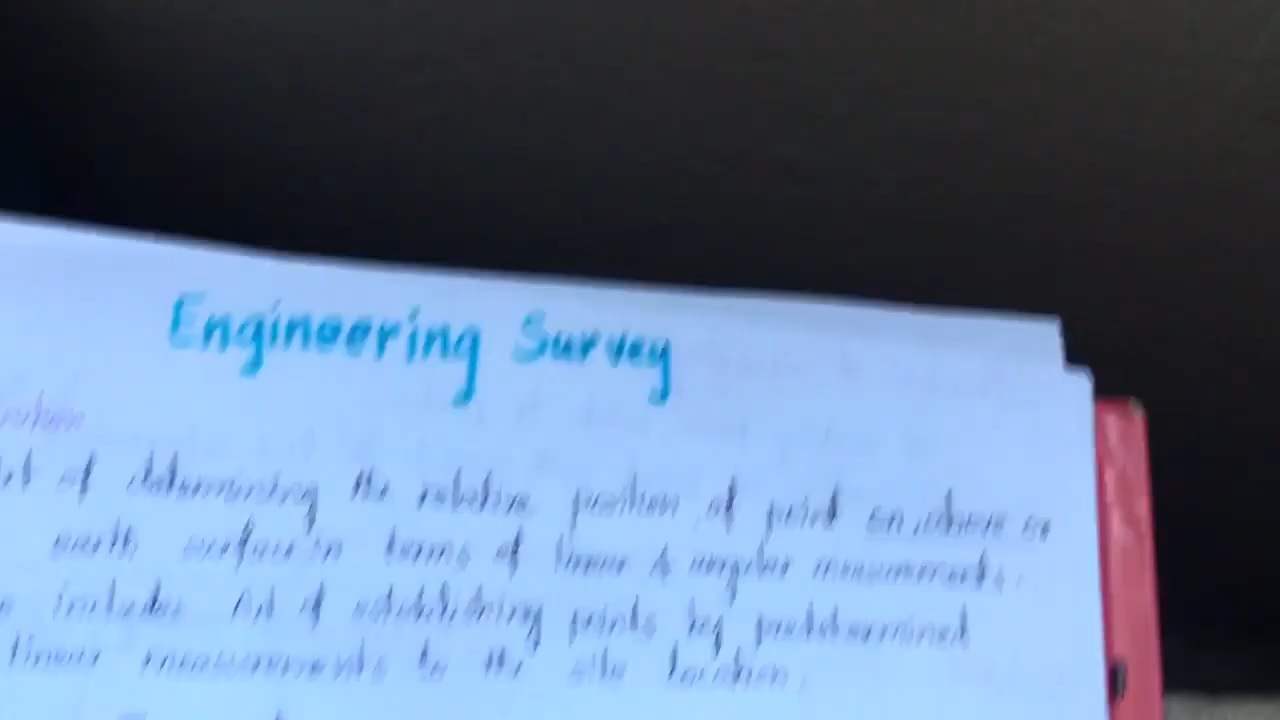 Engineering Survey
of determining the relative position of point on, above or
earth surface in terms of linear & angular measurements.
includes Art of establishing points by predetermined
linear measurements to the site location.